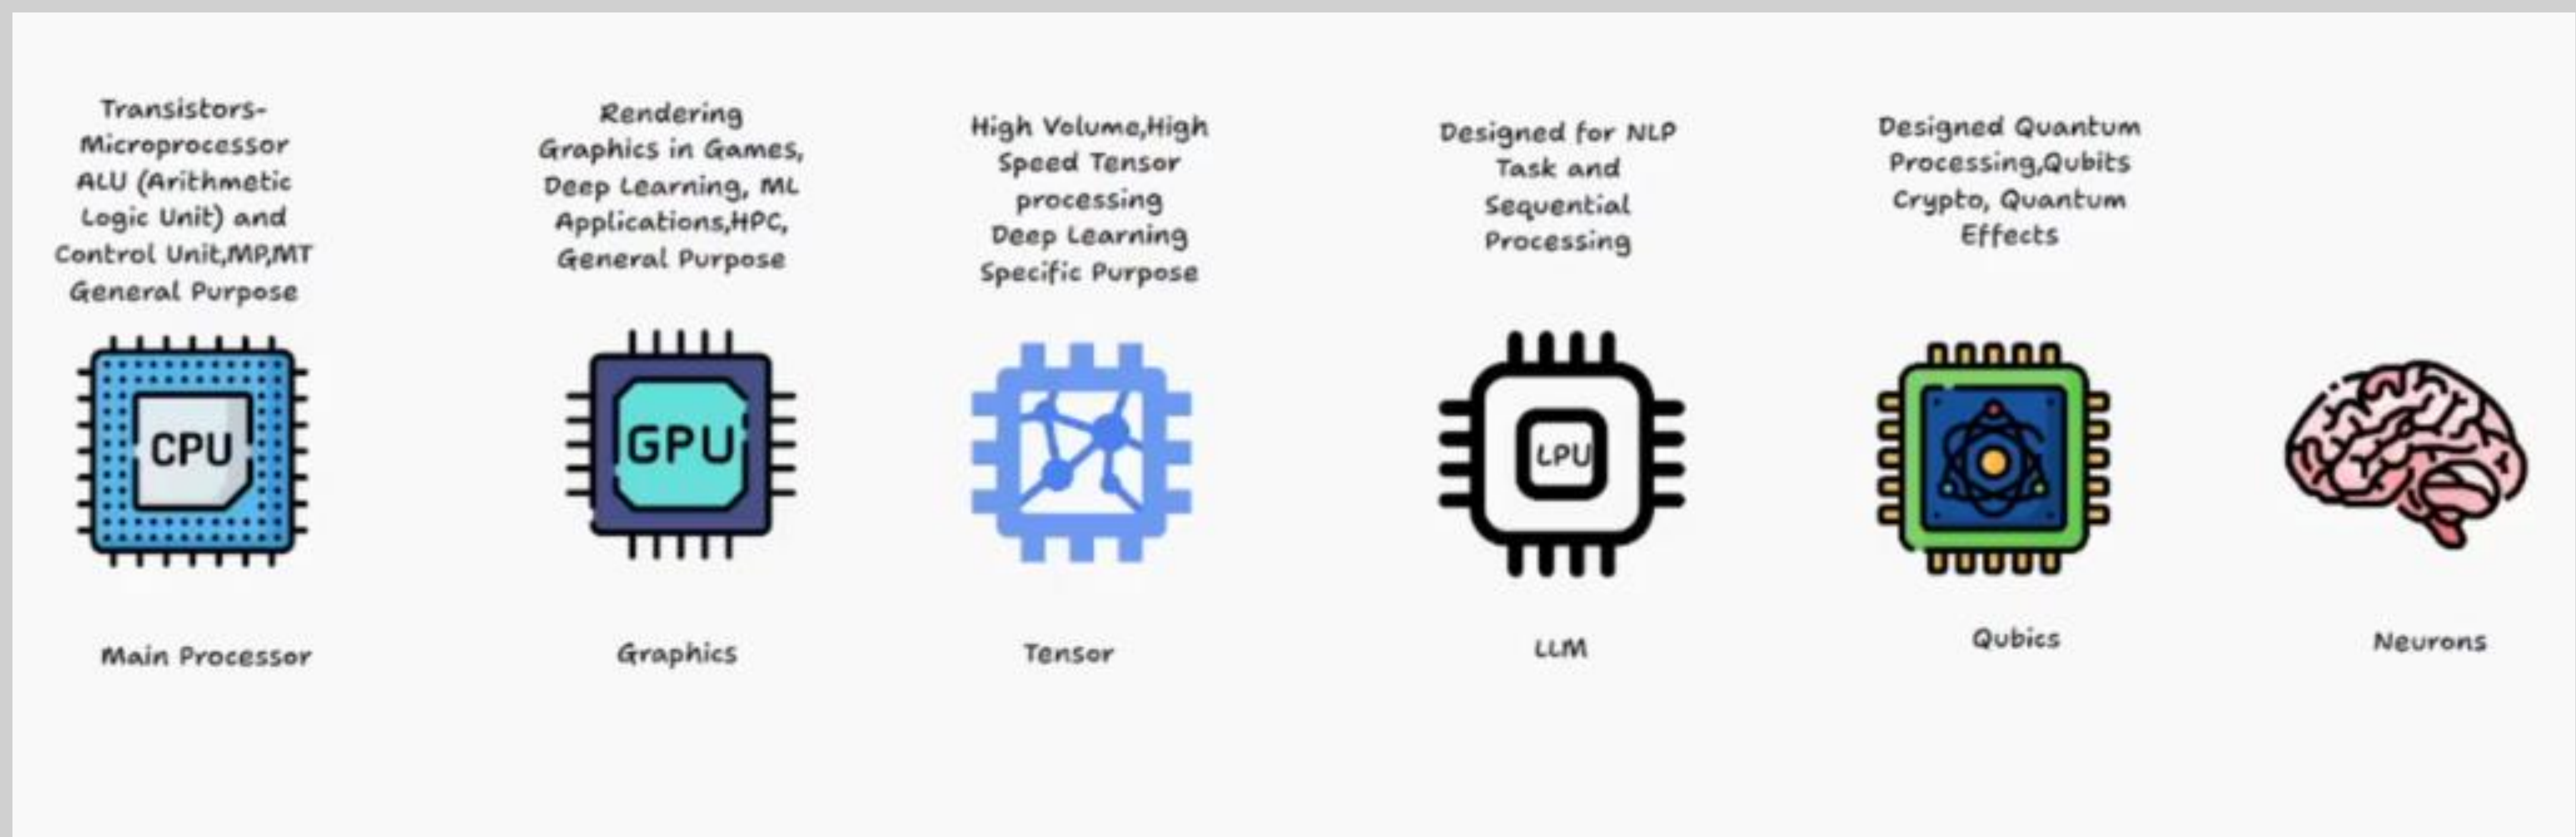 Transistors-
Microprocessor
ALU (Arithmetic
Logic Unit) and
Control Unit,MP,MT
General Purpose
CPU
Main Processor
Rendering
Graphics in Games,
Deep Learning, ML
Applications,HPC,
General Purpose
GPU
Graphics
High Volume,High
Speed Tensor
processing
Deep Learning
Specific Purpose
Tensor
Designed for NLP
Task and
Sequential
Processing
LPU
LLM
Designed Quantum
Processing,Qubits
Crypto, Quantum
Effects
Qubics
Neurons